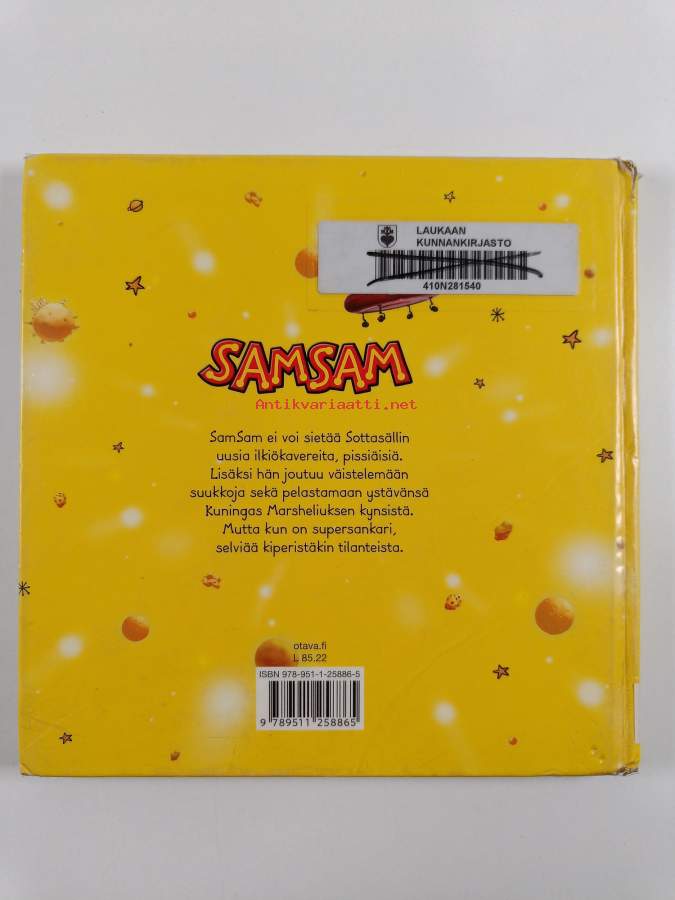 LAUKAAN
KUNNANKIRJASTO
410N281540
SAMSAM
Antikvariaatti.net
SamSam ei voi sietää Sottasällin
uusia ilkiökavereita, pissiäisiä.
Lisäksi hän joutuu väistelemään
suukkoja sekä pelastamaan ystävänsä
Kuningas Marsheliuksen kynsistä.
Mutta kun on supersankari,
selviää kiperistäkin tilanteista.
otava.fi
L 85.22
ISBN 978-951-1-25886-5
9 789511 258865